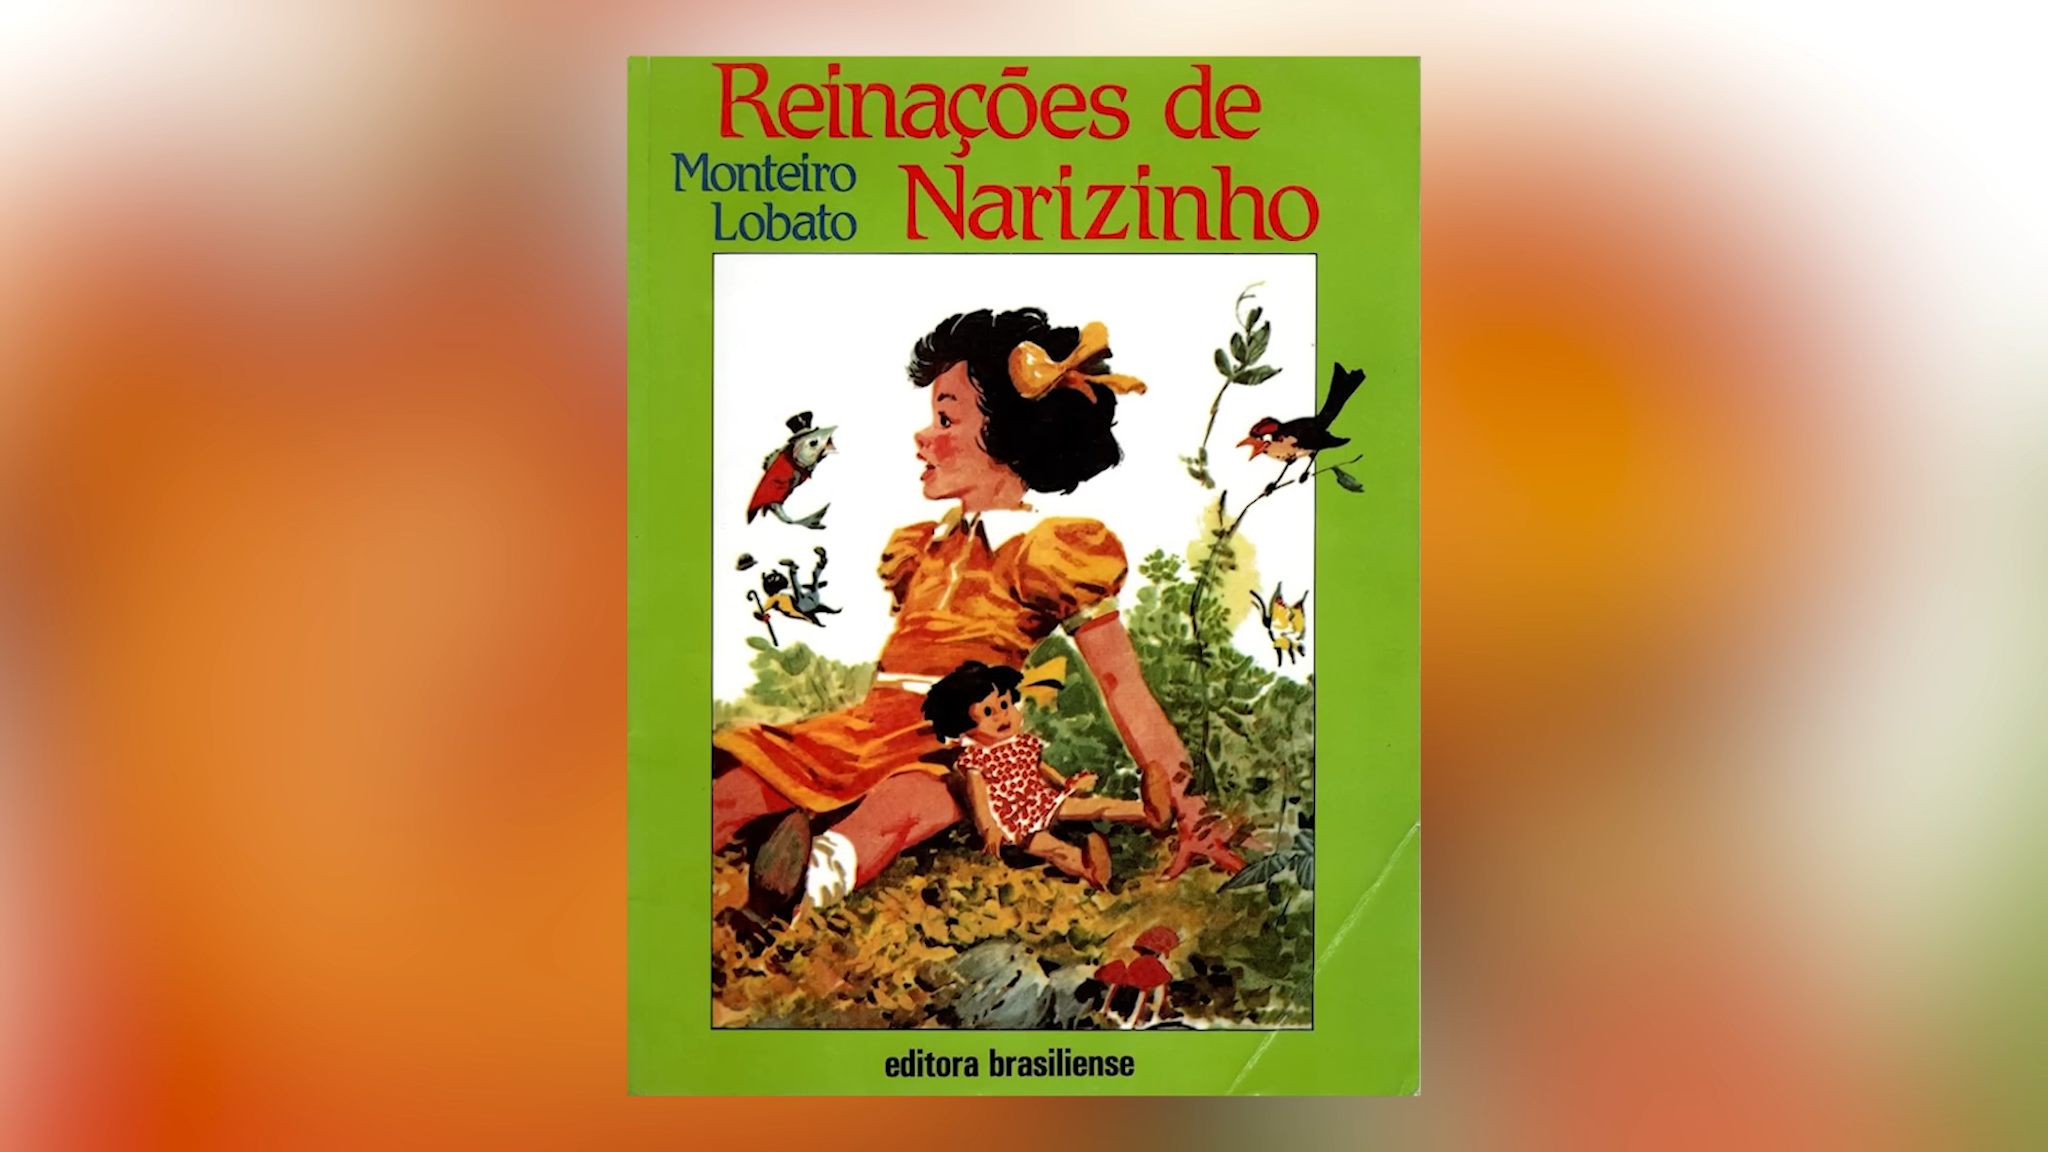 Reinações de
Monteiro
Lobato
Narizinho
editora brasiliense